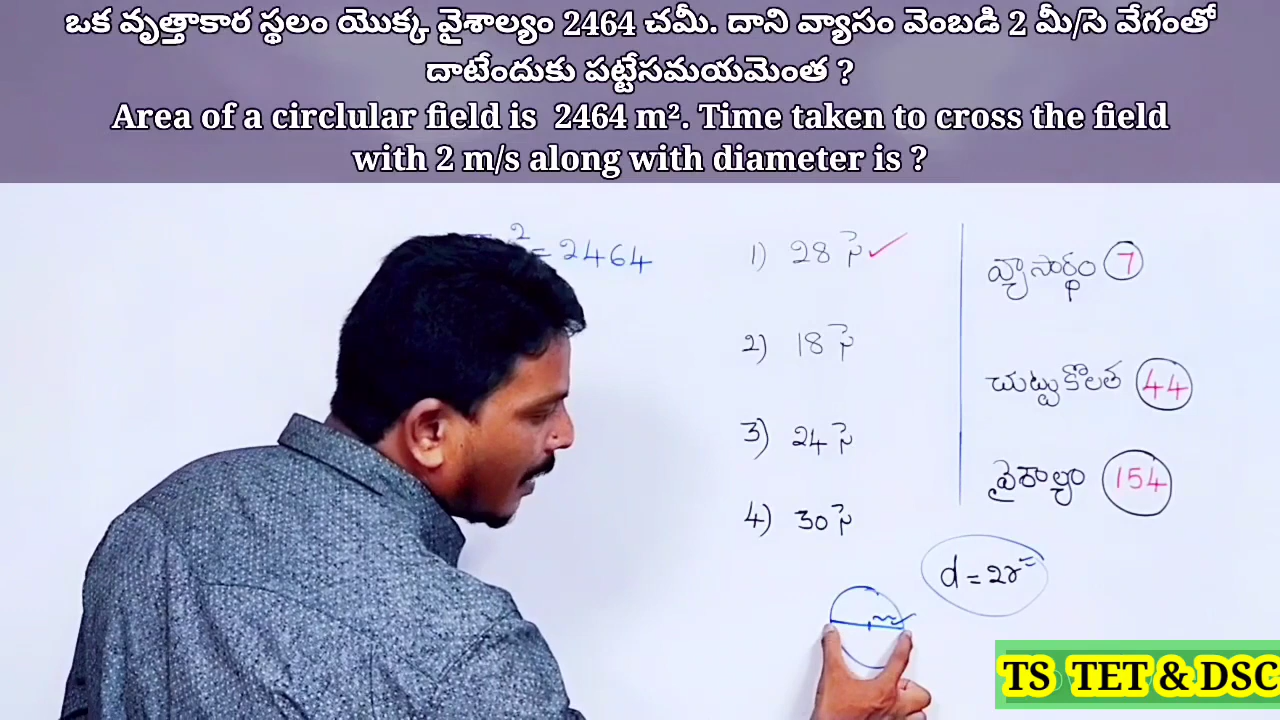 ఒక వృత్తాకార స్థలం యొక్క వైశాల్యం 2464 చమీ. దాని వ్యాసం వెంబడి 2 మీ/సె వేగంతో
దాటేందుకు పట్టేసమయమెంత ?
Area of a circlular field is 2464 m². Time taken to cross the field
with 2 m/s along with diameter is ?
2 = 2464
1) 28 సె
2) 18 సె
3) 24 సె
4) 30 సె
వ్యాసార్థం 7
చుట్టుకొలత 44
వైశాల్యం 154
d = 2r
TS TET & DSC